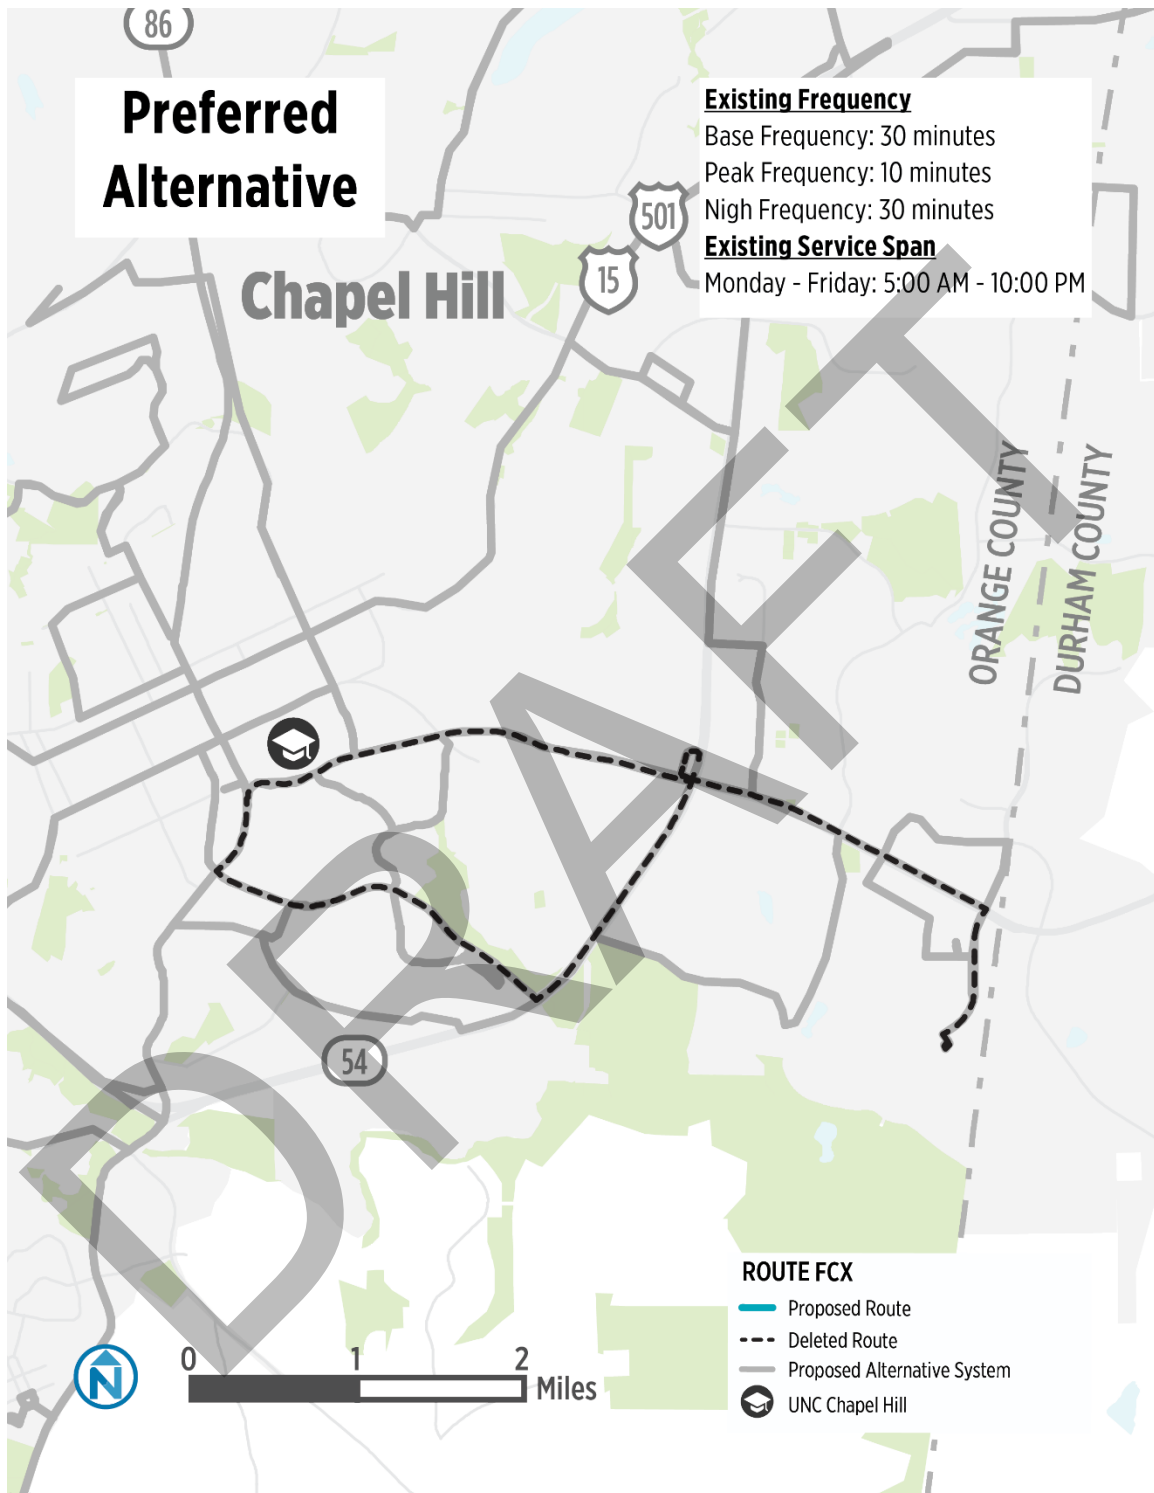 86
Preferred
Alternative
Existing Frequency
Base Frequency: 30 minutes
Peak Frequency: 10 minutes
Nigh Frequency: 30 minutes
Existing Service Span
Monday - Friday: 5:00 AM - 10:00 PM
501
15
Chapel Hill
ORANGE COUNTY
DURHAM COUNTY
DRAFT
54
ROUTE FCX
Proposed Route
Deleted Route
Proposed Alternative System
UNC Chapel Hill
N
0 1 2
Miles